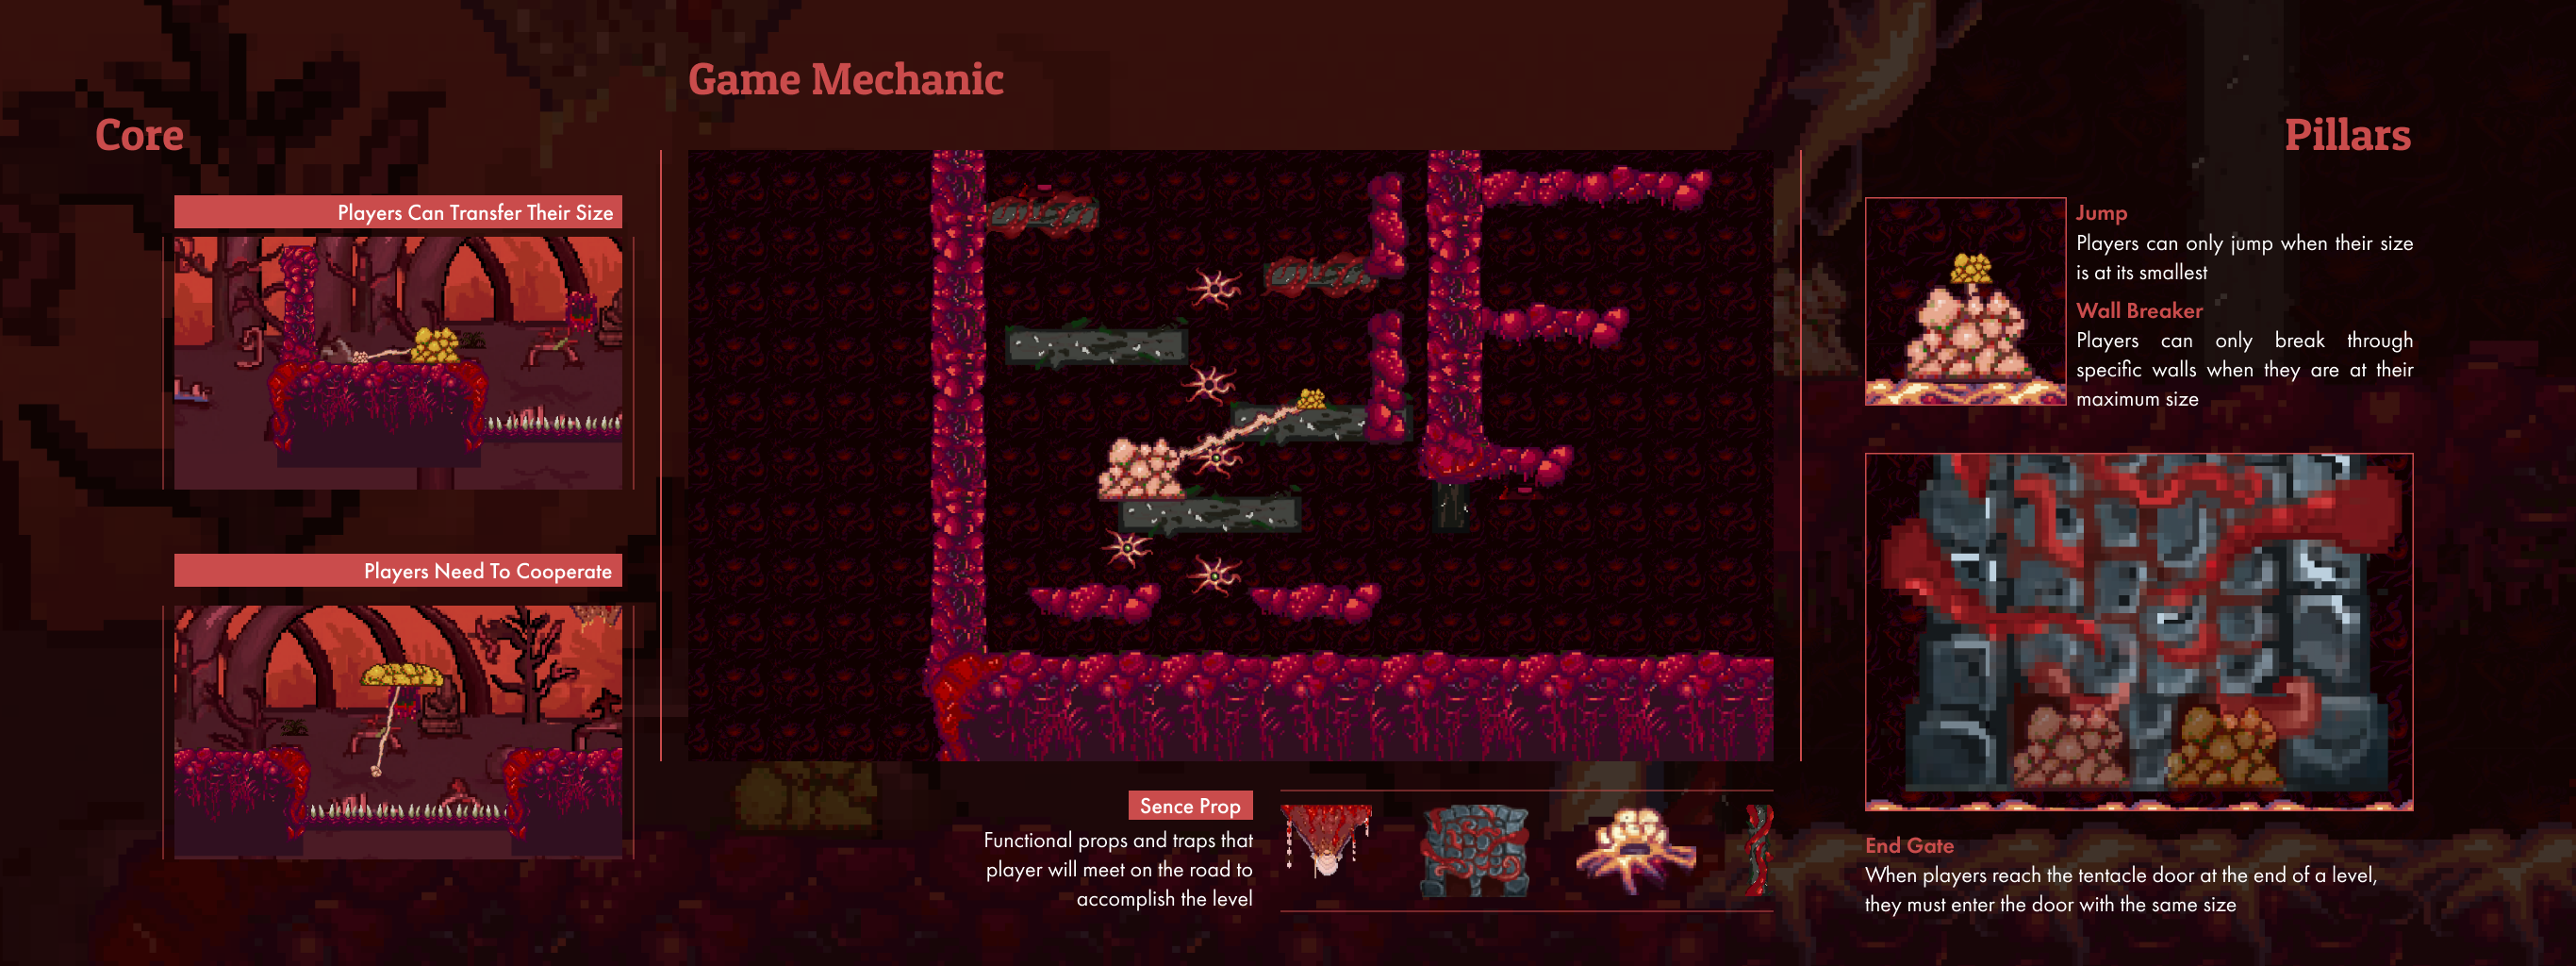 Game Mechanic
Core
Players Can Transfer Their Size
Players Need To Cooperate
Sence Prop
Functional props and traps that
player will meet on the road to
accomplish the level
Pillars
Jump
Players can only jump when their size
is at its smallest
Wall Breaker
Players can only break through
specific walls when they are at their
maximum size
End Gate
When players reach the tentacle door at the end of a level,
they must enter the door with the same size